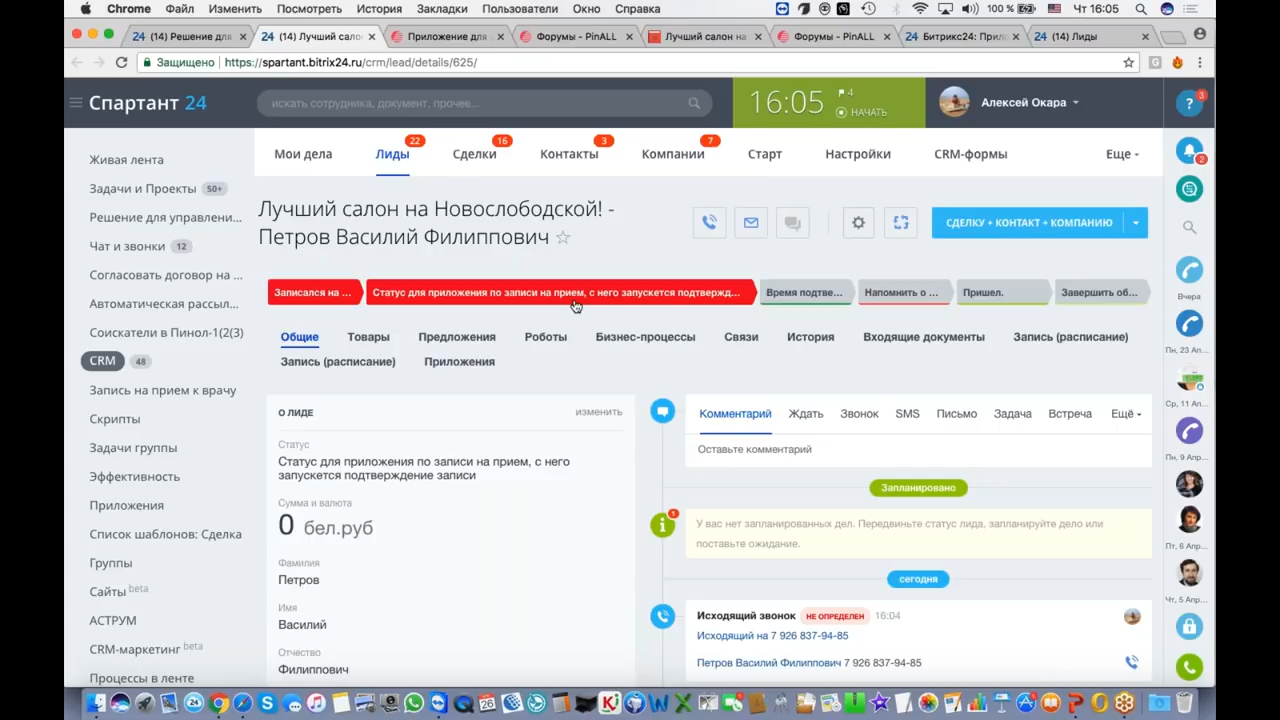 Chrome Файл Изменить Посмотреть История Закладки Пользователи Окно Справка
100 % Чт 16:05
24 (14) Решение для
24 (14) Лучший сало
Приложение для
Форумы - PinALL
Лучший салон на
Форумы - PinALL
24 Битрикс24: Прил
24 (14) Лиды
Защищено https://spartant.bitrix24.ru/crm/lead/details/625/
Спартант 24
искать сотрудника, документ, прочее...
16:05 4
НАЧАТЬ
Алексей Окара
? 3
Живая лента
Задачи и Проекты 50+
Решение для управлени...
Чат и звонки 12
Согласовать договор на ...
Автоматическая рассыл...
Соискатели в Пинол-1(2(3)
CRM 48
Запись на прием к врачу
Скрипты
Задачи группы
Эффективность
Приложения
Список шаблонов: Сделка
Группы
Сайты beta
АСТРУМ
CRM-маркетинг beta
Процессы в ленте
Мои дела
Лиды 22
Сделки 16
Контакты 3
Компании 7
Старт
Настройки
CRM-формы
Еще
Лучший салон на Новослободской! -
Петров Василий Филиппович
СДЕЛКУ + КОНТАКТ + КОМПАНИЮ
Записался на ...
Статус для приложения по записи на прием, с него запускется подтвержд...
Время подтве...
Напомнить о ...
Пришел.
Завершить об...
Общие Товары Предложения Роботы Бизнес-процессы Связи История Входящие документы Запись (расписание)
Запись (расписание) Приложения
О ЛИДЕ изменить
Статус
Статус для приложения по записи на прием, с него
запускется подтверждение записи
Сумма и валюта
0 бел.руб
Фамилия
Петров
Имя
Василий
Отчество
Филиппович
Комментарий Ждать Звонок SMS Письмо Задача Встреча Ещё
Оставьте комментарий
Запланировано
1
У вас нет запланированных дел. Передвиньте статус лида, запланируйте дело или
поставьте ожидание.
сегодня
Исходящий звонок НЕ ОПРЕДЕЛЕН 16:04
Исходящий на 7 926 837-94-85
Петров Василий Филиппович 7 926 837-94-85
2
Вчера
Пн, 23 Ап...
Ср, 11 Ап...
Пн, 9 Апр...
Пт, 6 Апр...
Чт, 5 Апр...